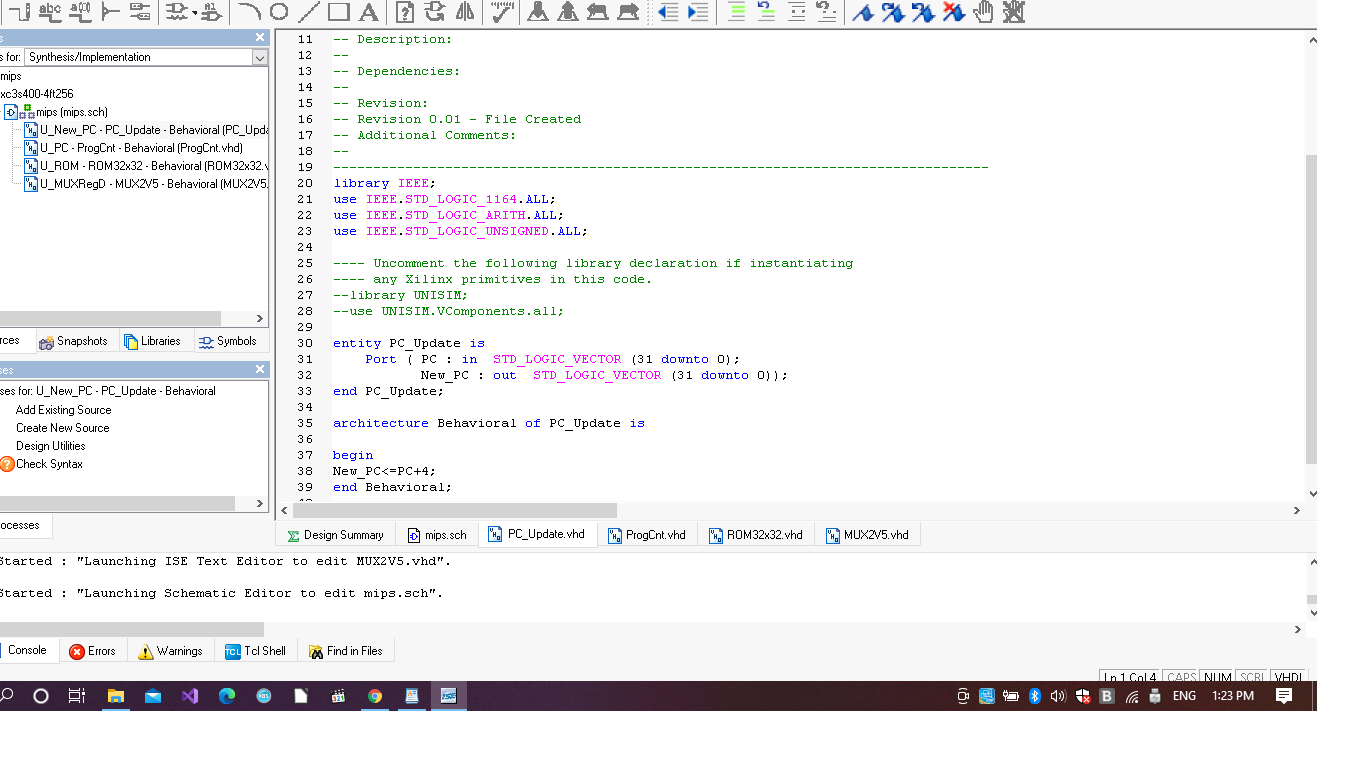 abc
s for: Synthesis/Implementation
mips
xc3s400-4ft256
mips (mips.sch)
U_New_PC - PC_Update - Behavioral (PC_Upda
U_PC - ProgCnt - Behavioral (ProgCnt.vhd)
U_ROM - ROM32x32 - Behavioral (ROM32x32.v
U_MUXRegD - MUX2V5 - Behavioral (MUX2V5.
rces Snapshots Libraries Symbols
ses
ses for: U_New_PC - PC_Update - Behavioral
Add Existing Source
Create New Source
Design Utilities
Check Syntax
ocesses
11 -- Description:
12 --
13 -- Dependencies:
14 --
15 -- Revision:
16 -- Revision 0.01 - File Created
17 -- Additional Comments:
18 --
19 ----------------------------------------------------------------------------------
20 library IEEE;
21 use IEEE.STD_LOGIC_1164.ALL;
22 use IEEE.STD_LOGIC_ARITH.ALL;
23 use IEEE.STD_LOGIC_UNSIGNED.ALL;
24
25 ---- Uncomment the following library declaration if instantiating
26 ---- any Xilinx primitives in this code.
27 --library UNISIM;
28 --use UNISIM.VComponents.all;
29
30 entity PC_Update is
31 Port ( PC : in STD_LOGIC_VECTOR (31 downto 0);
32 New_PC : out STD_LOGIC_VECTOR (31 downto 0));
33 end PC_Update;
34
35 architecture Behavioral of PC_Update is
36
37 begin
38 New_PC<=PC+4;
39 end Behavioral;
Design Summary mips.sch PC_Update.vhd ProgCnt.vhd ROM32x32.vhd MUX2V5.vhd
Started : "Launching ISE Text Editor to edit MUX2V5.vhd".
Started : "Launching Schematic Editor to edit mips.sch".
Console Errors Warnings Tcl Shell Find in Files
Ln 1 Col 4 CAPS NUM SCRL VHDL
ENG 1:23 PM